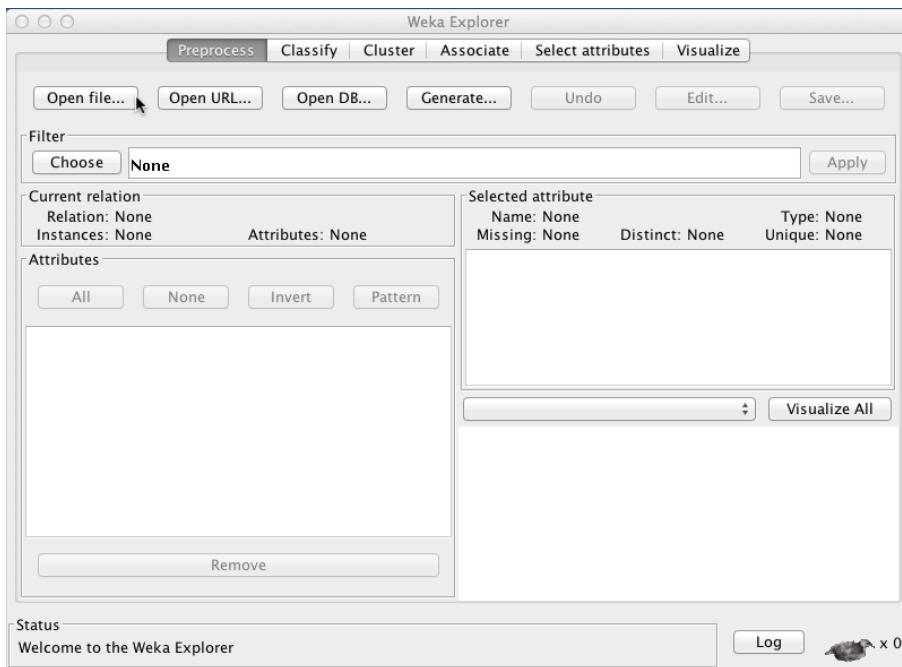 Weka Explorer
Preprocess Classify Cluster Associate Select attributes Visualize
Open file... Open URL... Open DB... Generate... Undo Edit... Save...
Filter
Choose None Apply
Current relation
Relation: None
Instances: None Attributes: None
Attributes
All None Invert Pattern
Remove
Selected attribute
Name: None Type: None
Missing: None Distinct: None Unique: None
Visualize All
Status
Welcome to the Weka Explorer
Log x 0